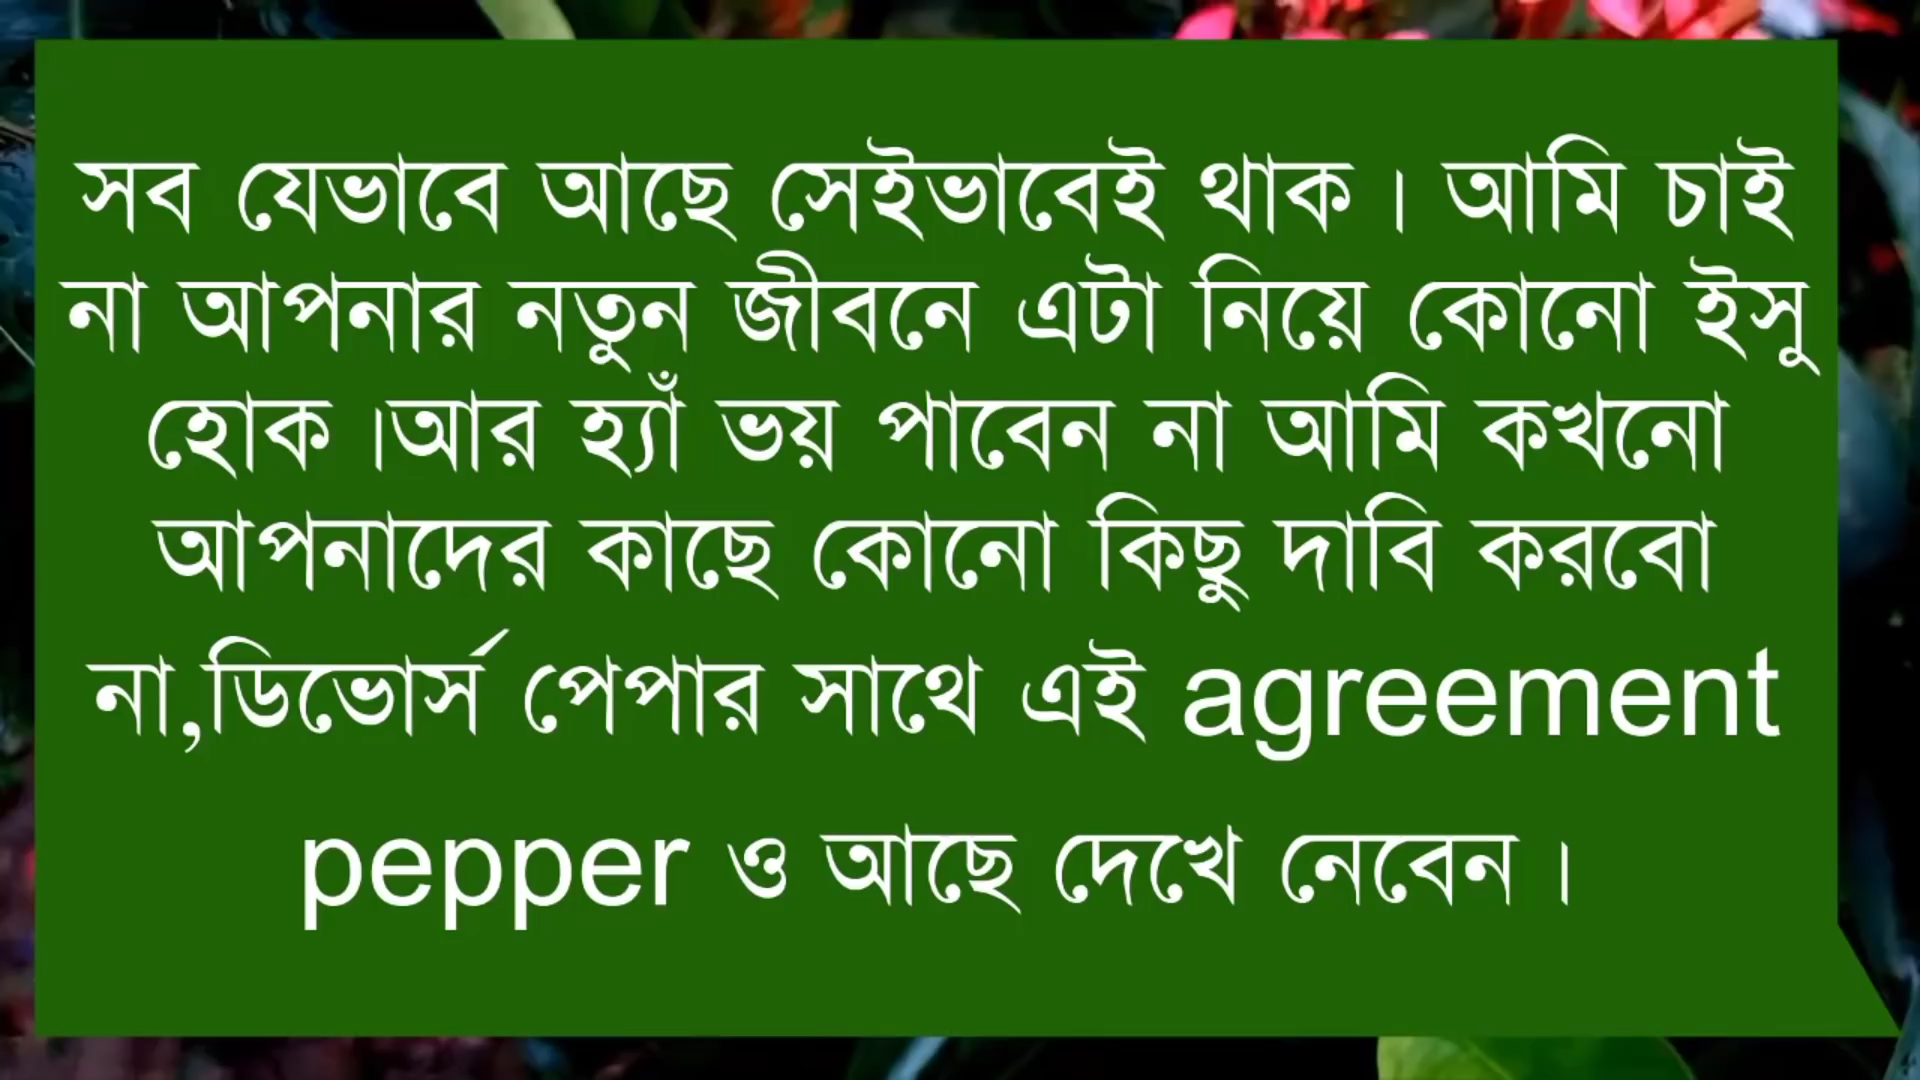 সব যেভাবে আছে সেইভাবেই থাক । আমি চাই
না আপনার নতুন জীবনে এটা নিয়ে কোনো ইসু
হোক ।আর হ্যাঁ ভয় পাবেন না আমি কখনো
আপনাদের কাছে কোনো কিছু দাবি করবো
না,ডিভোর্স পেপার সাথে এই agreement
pepper ও আছে দেখে নেবেন ।